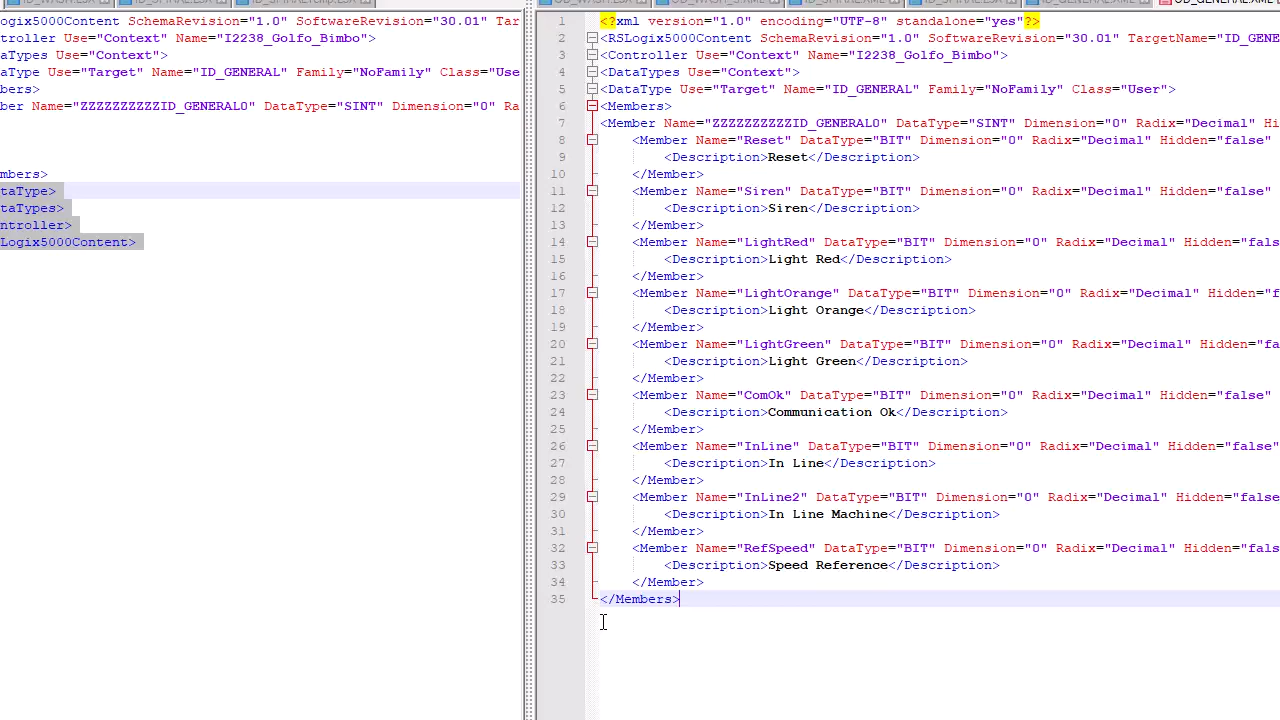 ogix5000Content SchemaRevision="1.0" SoftwareRevision="30.01" Tar
troller Use="Context" Name="I2238_Golfo_Bimbo">
aTypes Use="Context">
aType Use="Target" Name="ID_GENERAL" Family="NoFamily" Class="Use
bers>
ber Name="ZZZZZZZZZZID_GENERAL0" DataType="SINT" Dimension="0" Ra
mbers>
taType>
taTypes>
ntroller>
Logix5000Content>
1 <?xml version="1.0" encoding="UTF-8" standalone="yes"?>
2 <RSLogix5000Content SchemaRevision="1.0" SoftwareRevision="30.01" TargetName="ID_GENE
3 <Controller Use="Context" Name="I2238_Golfo_Bimbo">
4 <DataTypes Use="Context">
5 <DataType Use="Target" Name="ID_GENERAL" Family="NoFamily" Class="User">
6 <Members>
7 <Member Name="ZZZZZZZZZZID_GENERAL0" DataType="SINT" Dimension="0" Radix="Decimal" Hi
8 <Member Name="Reset" DataType="BIT" Dimension="0" Radix="Decimal" Hidden="false"
9 <Description>Reset</Description>
10 </Member>
11 <Member Name="Siren" DataType="BIT" Dimension="0" Radix="Decimal" Hidden="false"
12 <Description>Siren</Description>
13 </Member>
14 <Member Name="LightRed" DataType="BIT" Dimension="0" Radix="Decimal" Hidden="fals
15 <Description>Light Red</Description>
16 </Member>
17 <Member Name="LightOrange" DataType="BIT" Dimension="0" Radix="Decimal" Hidden="f
18 <Description>Light Orange</Description>
19 </Member>
20 <Member Name="LightGreen" DataType="BIT" Dimension="0" Radix="Decimal" Hidden="fa
21 <Description>Light Green</Description>
22 </Member>
23 <Member Name="ComOk" DataType="BIT" Dimension="0" Radix="Decimal" Hidden="false"
24 <Description>Communication Ok</Description>
25 </Member>
26 <Member Name="InLine" DataType="BIT" Dimension="0" Radix="Decimal" Hidden="false"
27 <Description>In Line</Description>
28 </Member>
29 <Member Name="InLine2" DataType="BIT" Dimension="0" Radix="Decimal" Hidden="false
30 <Description>In Line Machine</Description>
31 </Member>
32 <Member Name="RefSpeed" DataType="BIT" Dimension="0" Radix="Decimal" Hidden="fals
33 <Description>Speed Reference</Description>
34 </Member>
35 </Members>